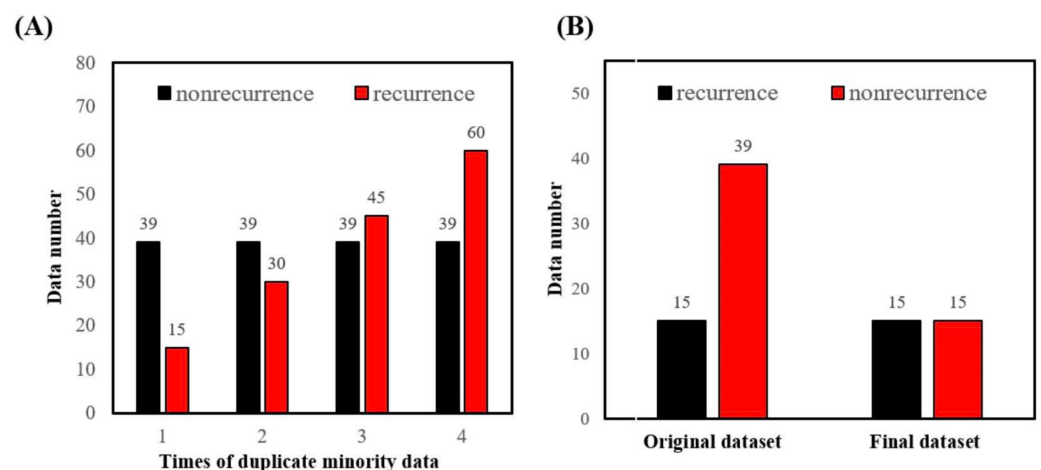 (A)
Data number
80
70
60
50
40
30
20
10
0
nonrecurrence recurrence
39 15
39 30
39 45
39 60
1 2 3 4
Times of duplicate minority data
(B)
Data number
50
40
30
20
10
0
recurrence nonrecurrence
15 39
15 15
Original dataset Final dataset